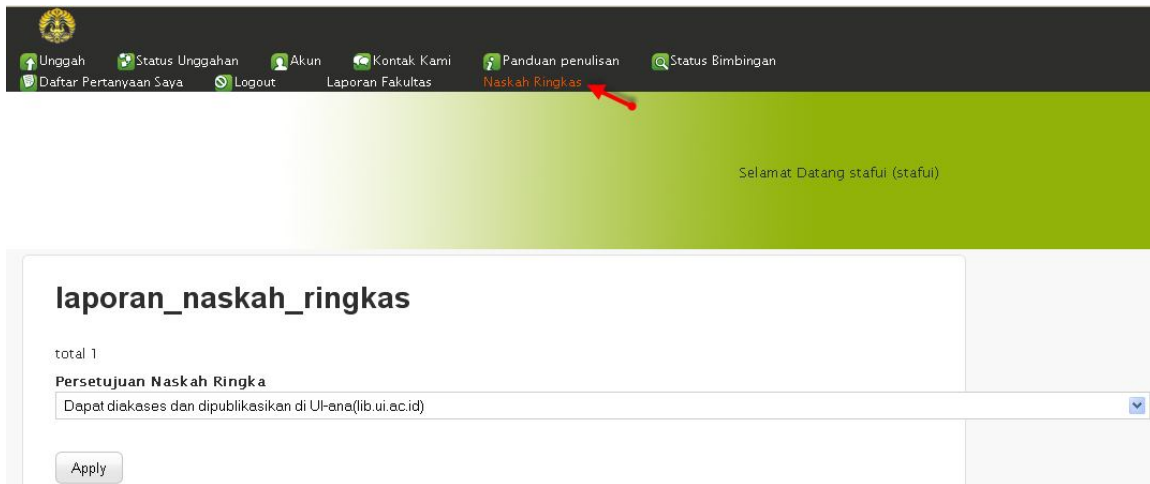 Unggah Status Unggahan Akun Kontak Kami Panduan penulisan Status Bimbingan
Daftar Pertanyaan Saya Logout Laporan Fakultas Naskah Ringkas
Selamat Datang stafui (stafui)
laporan_naskah_ringkas
total 1
Persetujuan Naskah Ringka
Dapat diakases dan dipublikasikan di UI-ana(lib.ui.ac.id)
Apply